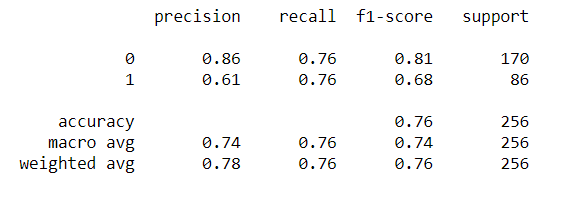 precision recall f1-score support
0 0.86 0.76 0.81 170
1 0.61 0.76 0.68 86
accuracy 0.76 256
macro avg 0.74 0.76 0.74 256
weighted avg 0.78 0.76 0.76 256